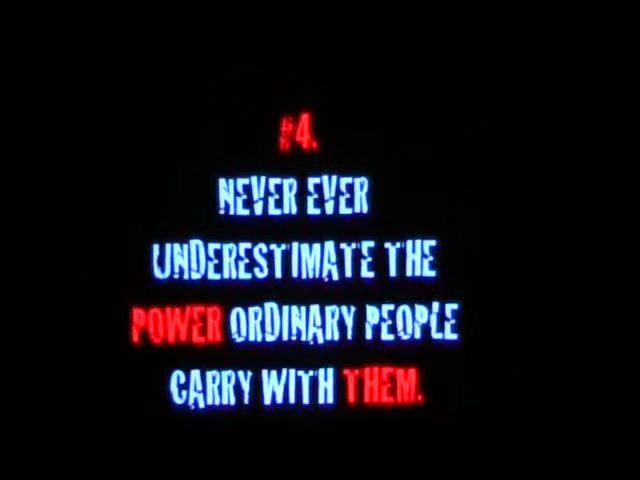 #4.
NEVER EVER
UNDERESTIMATE THE
POWER ORDINARY PEOPLE
CARRY WITH THEM.